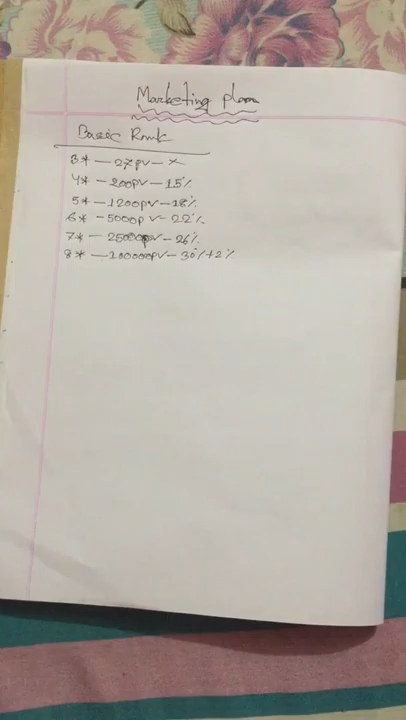 Marketing plan
Basic Rank
3* — 27pv — ×
4* — 200pv — 15%
5* — 1200pv — 18%
6* — 5000pv — 22%
7* — 25000pv — 26%
8* — 100000pv — 30%+2%